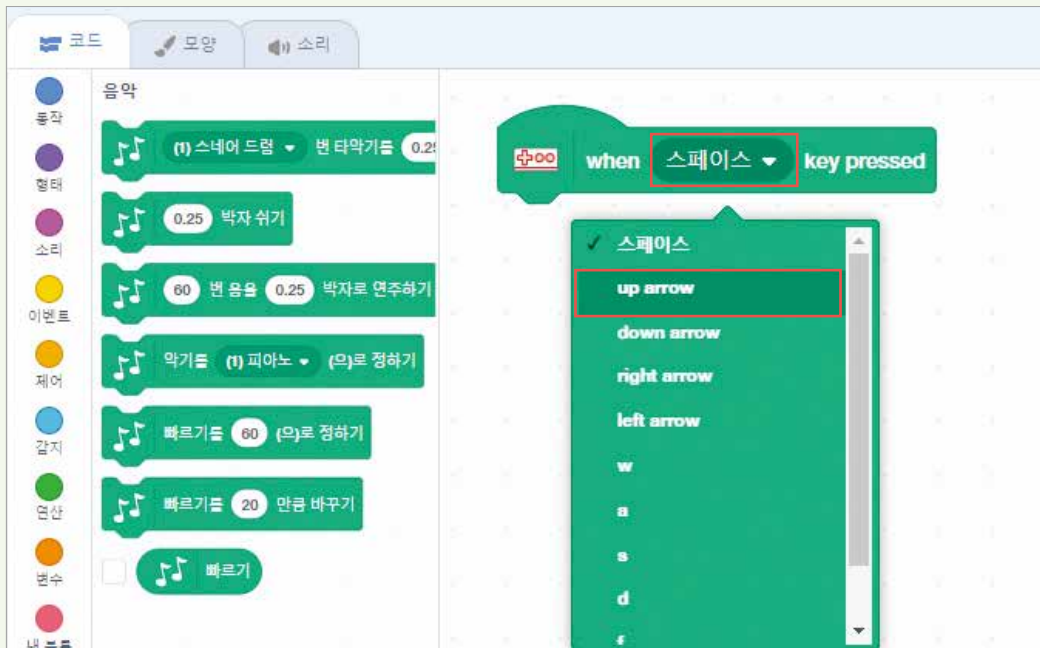 코드
모양
소리
동작
형태
소리
이벤트
제어
감지
연산
변수
음악
(1) 스네어 드럼 번 타악기를
0.25 박자 쉬기
60 번 음을 0.25 박자로 연주하기
악기를 (1) 피아노 (으)로 정하기
빠르기를 60 (으)로 정하기
빠르기를 20 만큼 바꾸기
빠르기
when 스페이스 key pressed
스페이스
up arrow
down arrow
right arrow
left arrow
w
a
s
d
f